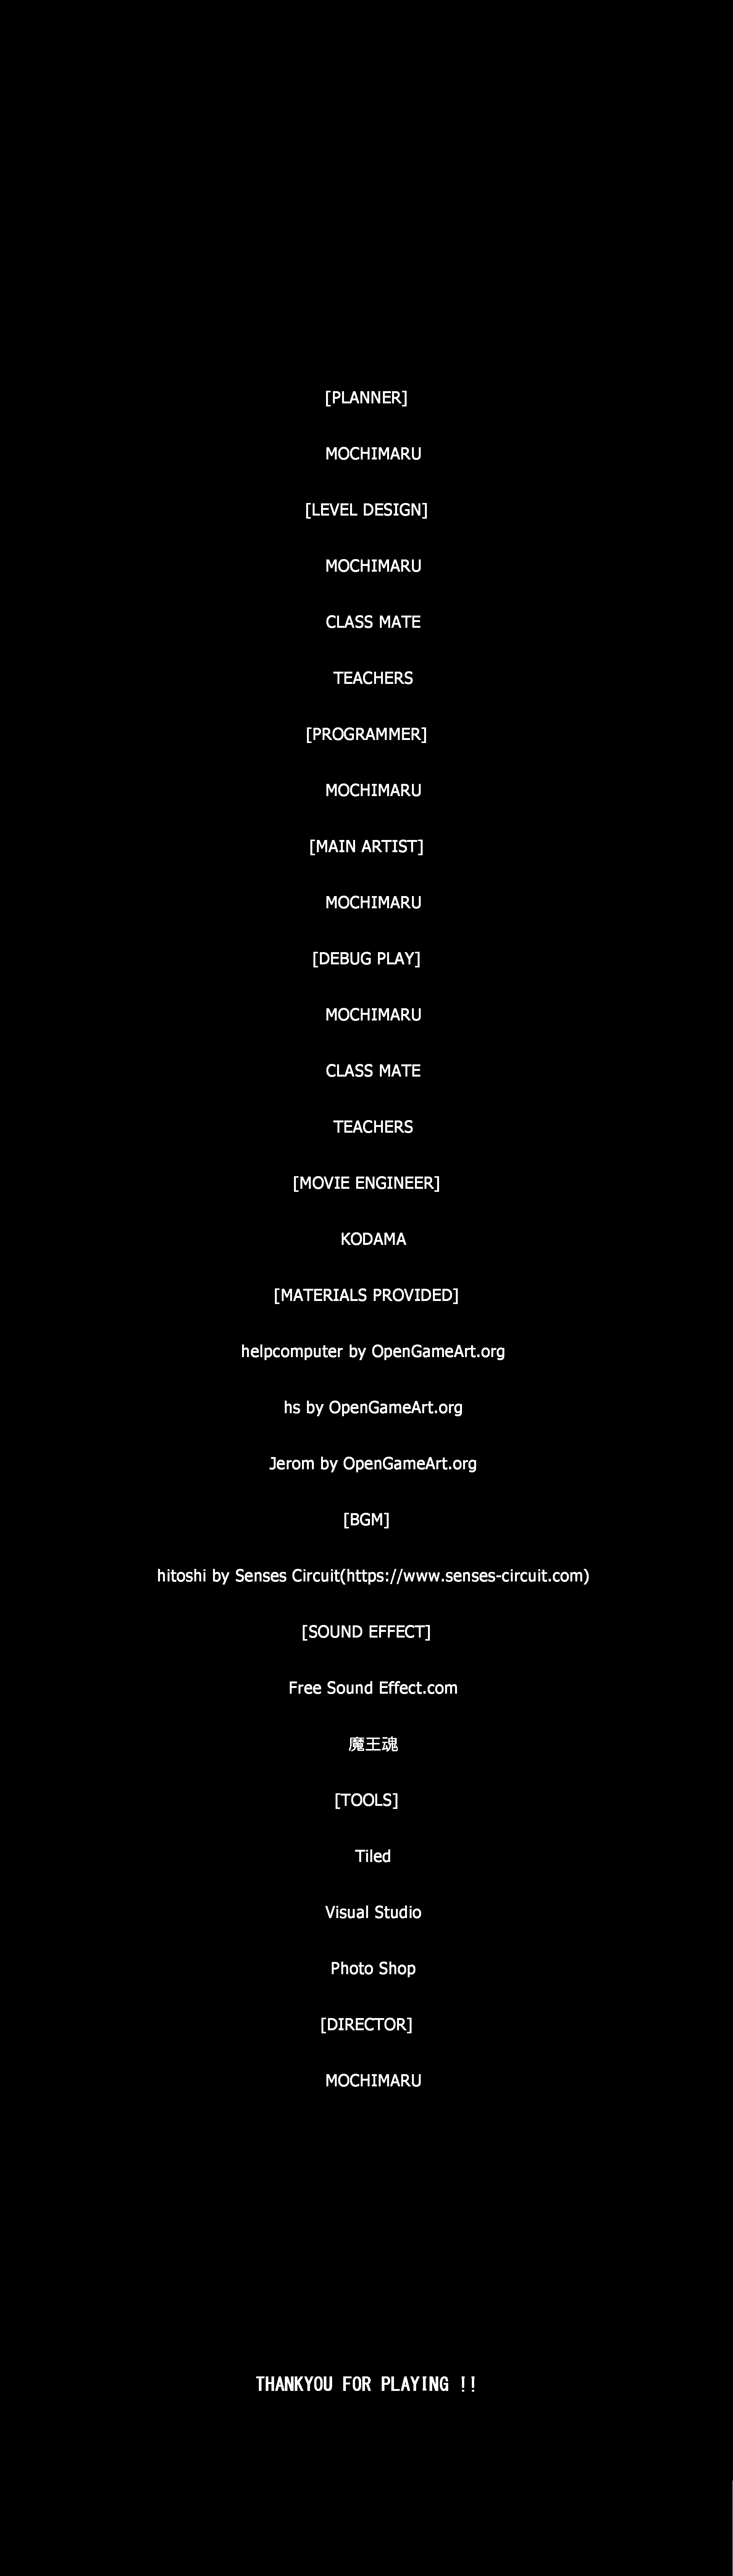 [PLANNER]
MOCHIMARU
[LEVEL DESIGN]
MOCHIMARU
CLASS MATE
TEACHERS
[PROGRAMMER]
MOCHIMARU
[MAIN ARTIST]
MOCHIMARU
[DEBUG PLAY]
MOCHIMARU
CLASS MATE
TEACHERS
[MOVIE ENGINEER]
KODAMA
[MATERIALS PROVIDED]
helpcomputer by OpenGameArt.org
hs by OpenGameArt.org
Jerom by OpenGameArt.org
[BGM]
hitoshi by Senses Circuit(https://www.senses-circuit.com)
[SOUND EFFECT]
Free Sound Effect.com
魔王魂
[TOOLS]
Tiled
Visual Studio
Photo Shop
[DIRECTOR]
MOCHIMARU
THANKYOU FOR PLAYING !!